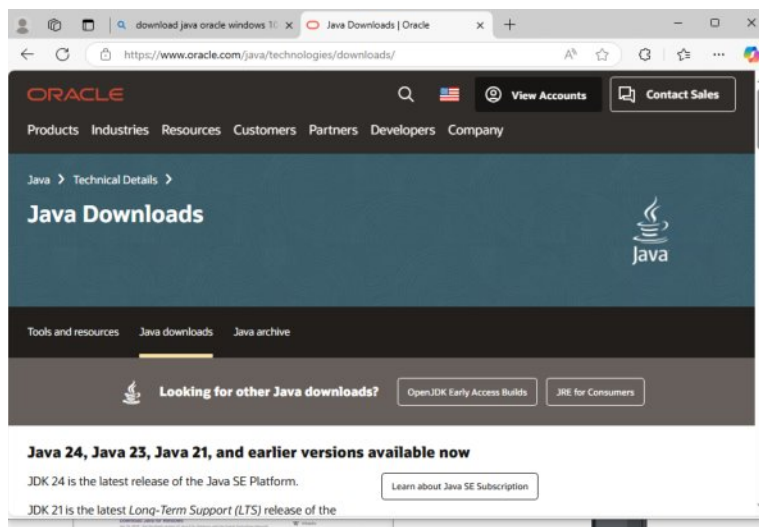 download java oracle windows 10
Java Downloads | Oracle
https://www.oracle.com/java/technologies/downloads/
ORACLE
View Accounts
Contact Sales
Products Industries Resources Customers Partners Developers Company
Java > Technical Details >
Java Downloads
Java
Tools and resources Java downloads Java archive
Looking for other Java downloads? OpenJDK Early Access Builds JRE for Consumers
Java 24, Java 23, Java 21, and earlier versions available now
JDK 24 is the latest release of the Java SE Platform.
Learn about Java SE Subscription
JDK 21 is the latest Long-Term Support (LTS) release of the